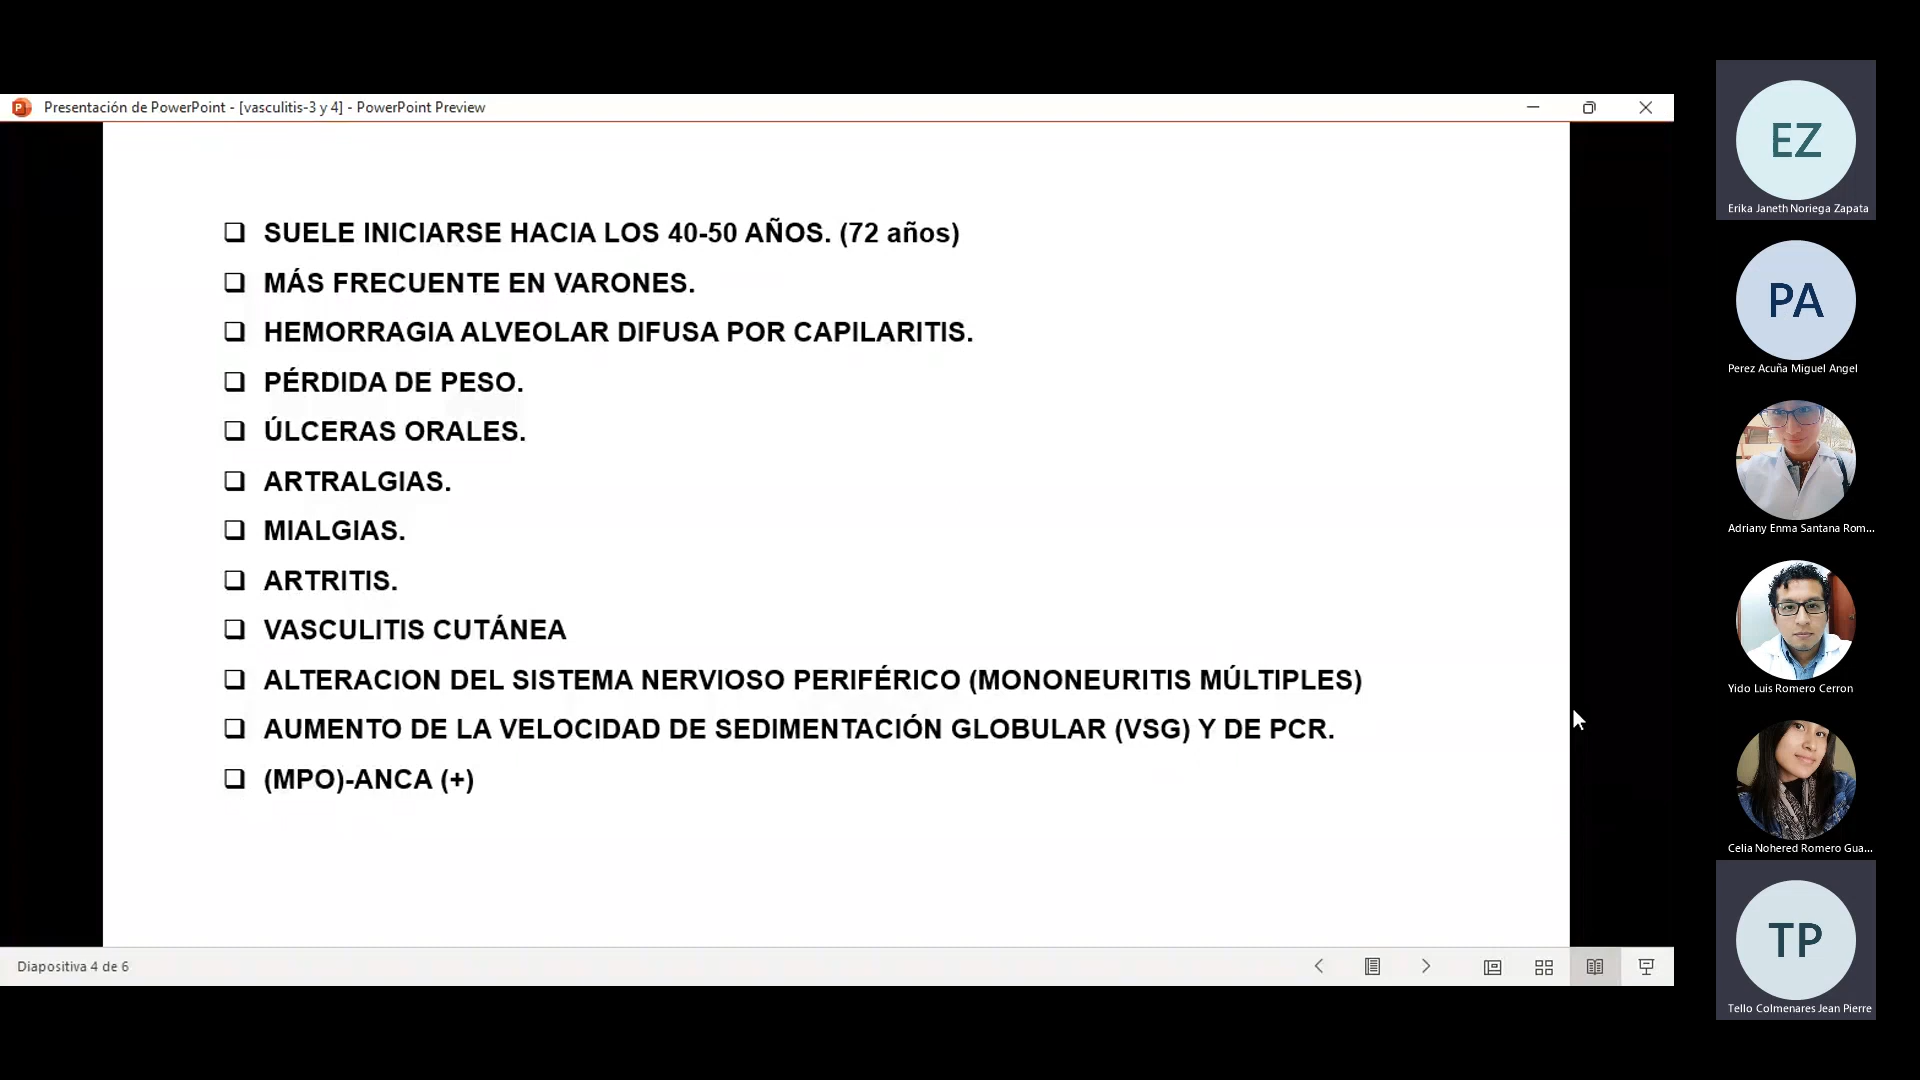 Presentación de PowerPoint - [vasculitis-3 y 4] - PowerPoint Preview
SUELE INICIARSE HACIA LOS 40-50 AÑOS. (72 años)
MÁS FRECUENTE EN VARONES.
HEMORRAGIA ALVEOLAR DIFUSA POR CAPILARITIS.
PÉRDIDA DE PESO.
ÚLCERAS ORALES.
ARTRALGIAS.
MIALGIAS.
ARTRITIS.
VASCULITIS CUTÁNEA
ALTERACION DEL SISTEMA NERVIOSO PERIFÉRICO (MONONEURITIS MÚLTIPLES)
AUMENTO DE LA VELOCIDAD DE SEDIMENTACIÓN GLOBULAR (VSG) Y DE PCR.
(MPO)-ANCA (+)
Diapositiva 4 de 6
EZ
Erika Janeth Noriega Zapata
PA
Perez Acuña Miguel Angel
Adriany Enma Santana Rom...
Yido Luis Romero Cerron
Celia Nohered Romero Gua...
TP
Tello Colmenares Jean Pierre